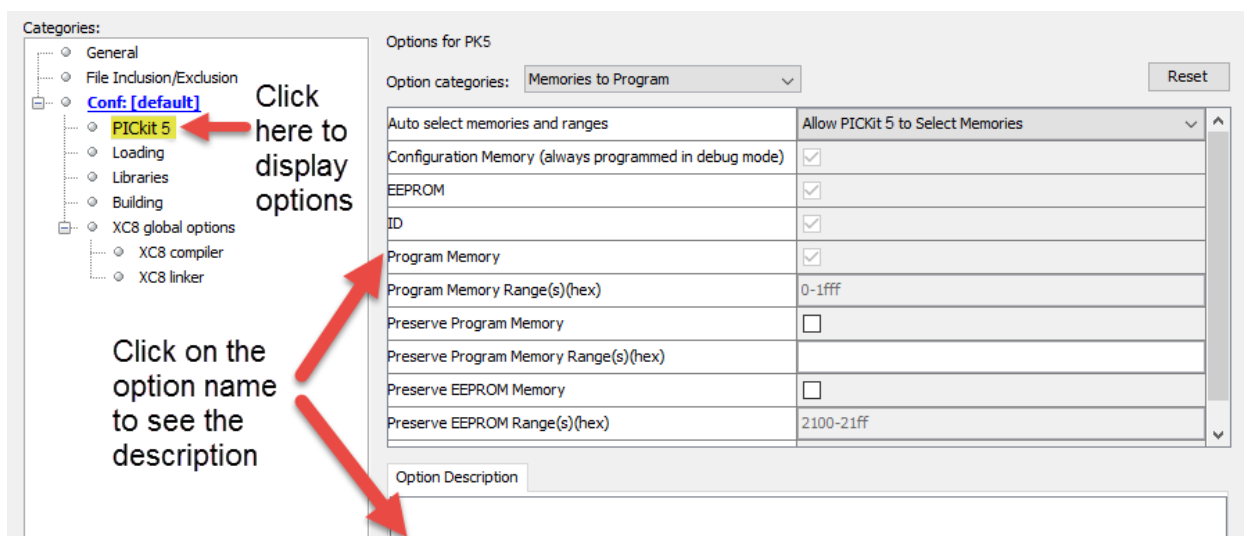 Categories:
General
File Inclusion/Exclusion
Conf: [default]
PICkit 5
Loading
Libraries
Building
XC8 global options
XC8 compiler
XC8 linker
Click
here to
display
options
Click on the
option name
to see the
description
Options for PK5
Option categories: Memories to Program
Reset
Auto select memories and ranges Allow PICKit 5 to Select Memories
Configuration Memory (always programmed in debug mode)
EEPROM
ID
Program Memory
Program Memory Range(s)(hex) 0-1fff
Preserve Program Memory
Preserve Program Memory Range(s)(hex)
Preserve EEPROM Memory
Preserve EEPROM Range(s)(hex) 2100-21ff
Option Description